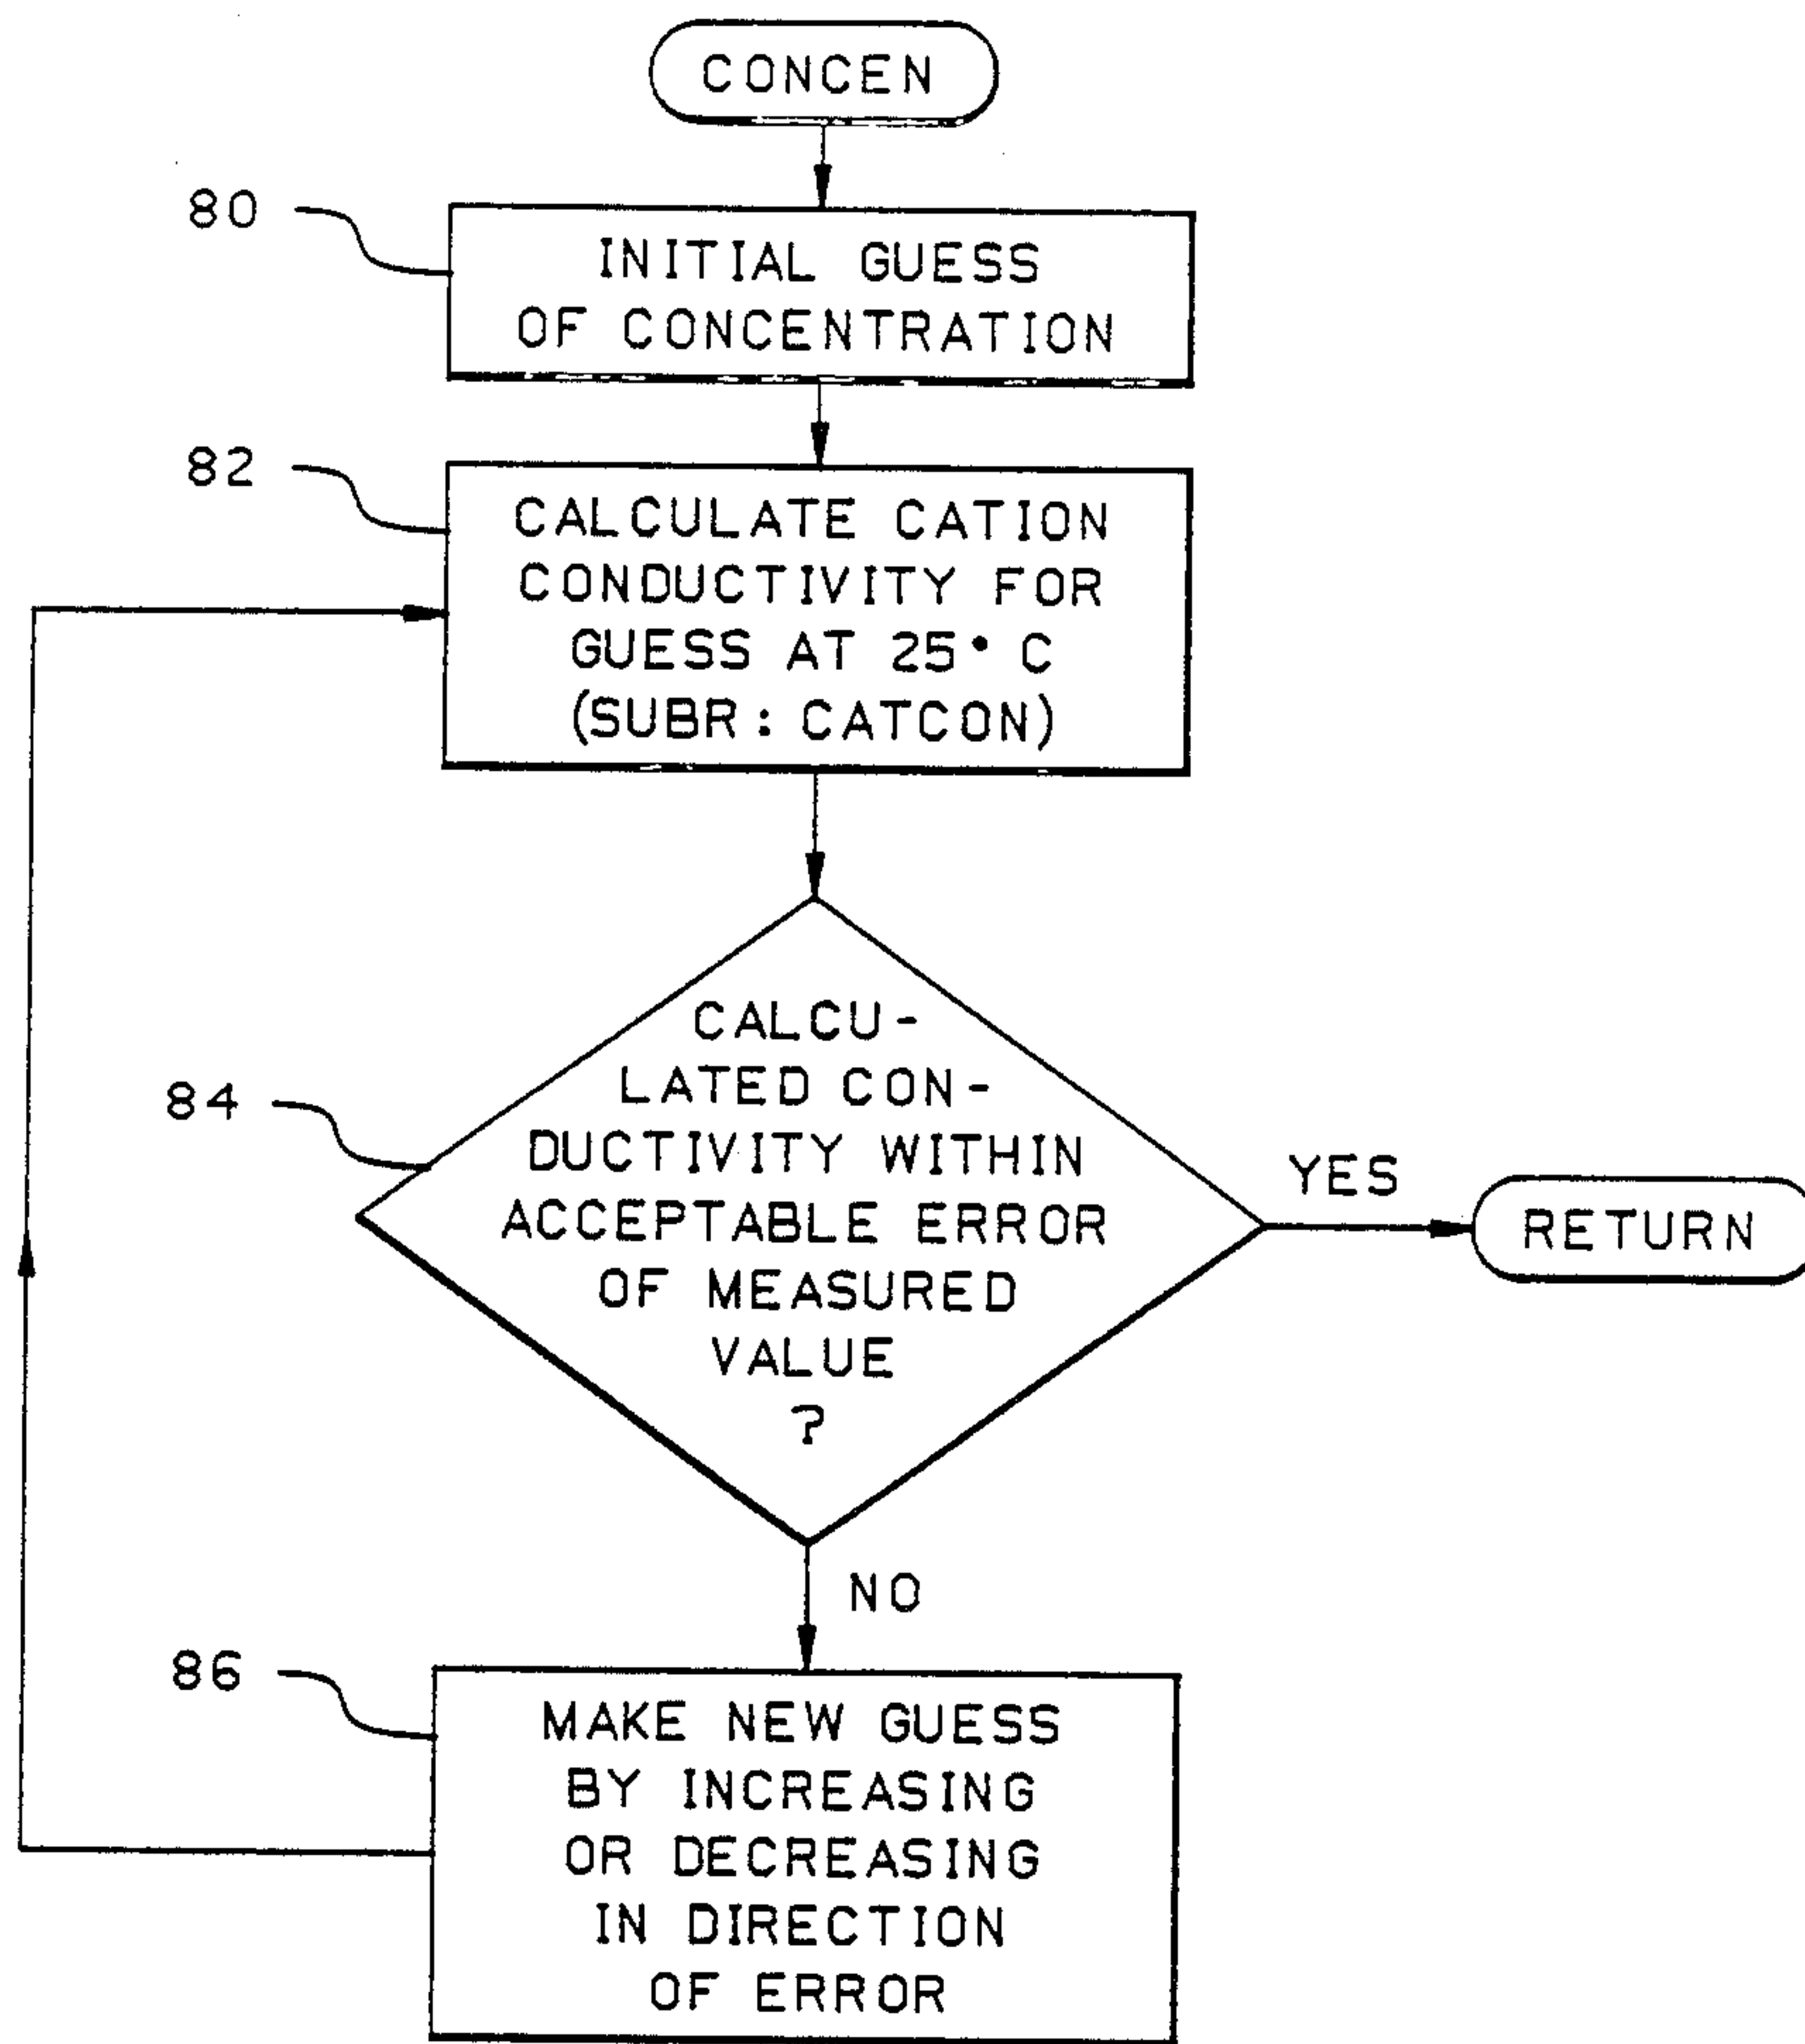 CONCEN
80
INITIAL GUESS
OF CONCENTRATION
82
CALCULATE CATION
CONDUCTIVITY FOR
GUESS AT 25° C
(SUBR: CATCON)
84
CALCU-
LATED CON-
DUCTIVITY WITHIN
ACCEPTABLE ERROR
OF MEASURED
VALUE
?
YES
RETURN
NO
86
MAKE NEW GUESS
BY INCREASING
OR DECREASING
IN DIRECTION
OF ERROR